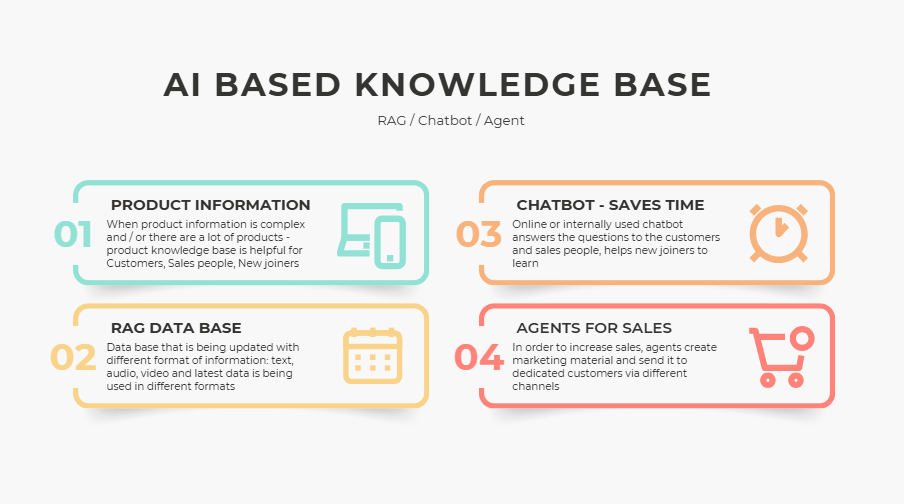 AI BASED KNOWLEDGE BASE
RAG / Chatbot / Agent
01
PRODUCT INFORMATION
When product information is complex
and / or there are a lot of products -
product knowledge base is helpful for
Customers, Sales people, New joiners
02
RAG DATA BASE
Data base that is being updated with
different format of information: text,
audio, video and latest data is being
used in different formats
03
CHATBOT - SAVES TIME
Online or internally used chatbot
answers the questions to the customers
and sales people, helps new joiners to
learn
04
AGENTS FOR SALES
In order to increase sales, agents create
marketing material and send it to
dedicated customers via different
channels